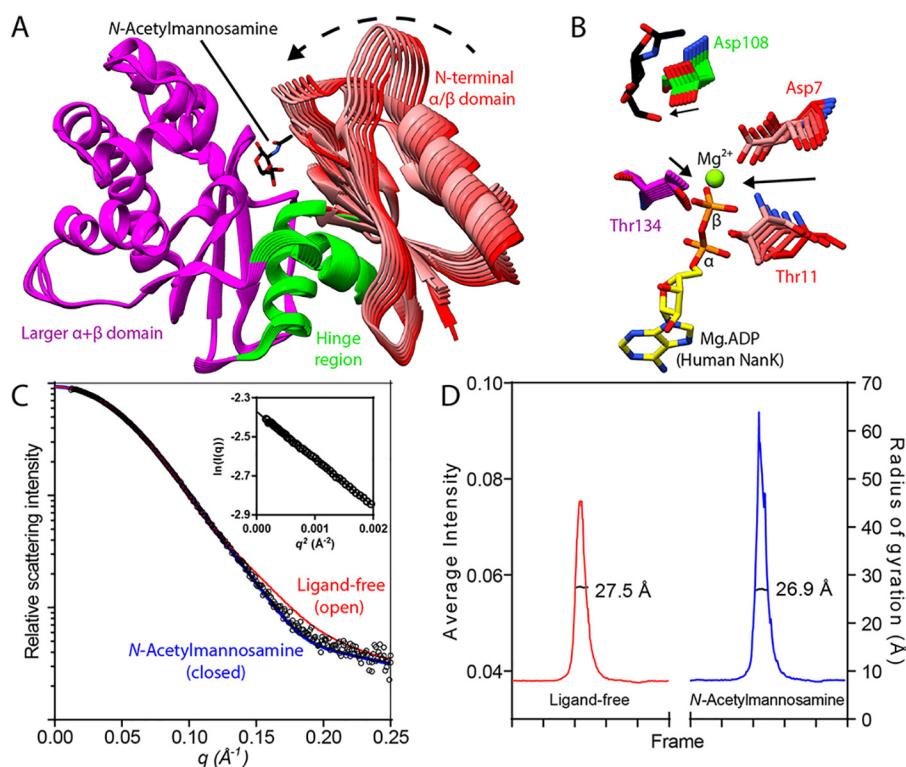 A
N-Acetylmannosamine
N-terminal
α/β domain
Larger α+β domain
Hinge
region
B
Asp108
Asp7
Mg2+
Thr134
β
α
Thr11
Mg.ADP
(Human NanK)
C
Relative scattering intensity
-2.3
-2.5
-2.7
-2.9
ln(I(q))
0.000
0.001
0.002
q² (Å⁻²)
Ligand-free
(open)
N-Acetylmannosamine
(closed)
0.00
0.05
0.10
0.15
0.20
0.25
q (Å⁻¹)
D
0.10
0.08
0.06
0.04
Average Intensity
27.5 Å
26.9 Å
70
60
50
40
30
20
10
0
Radius of gyration (Å)
Ligand-free
N-Acetylmannosamine
Frame